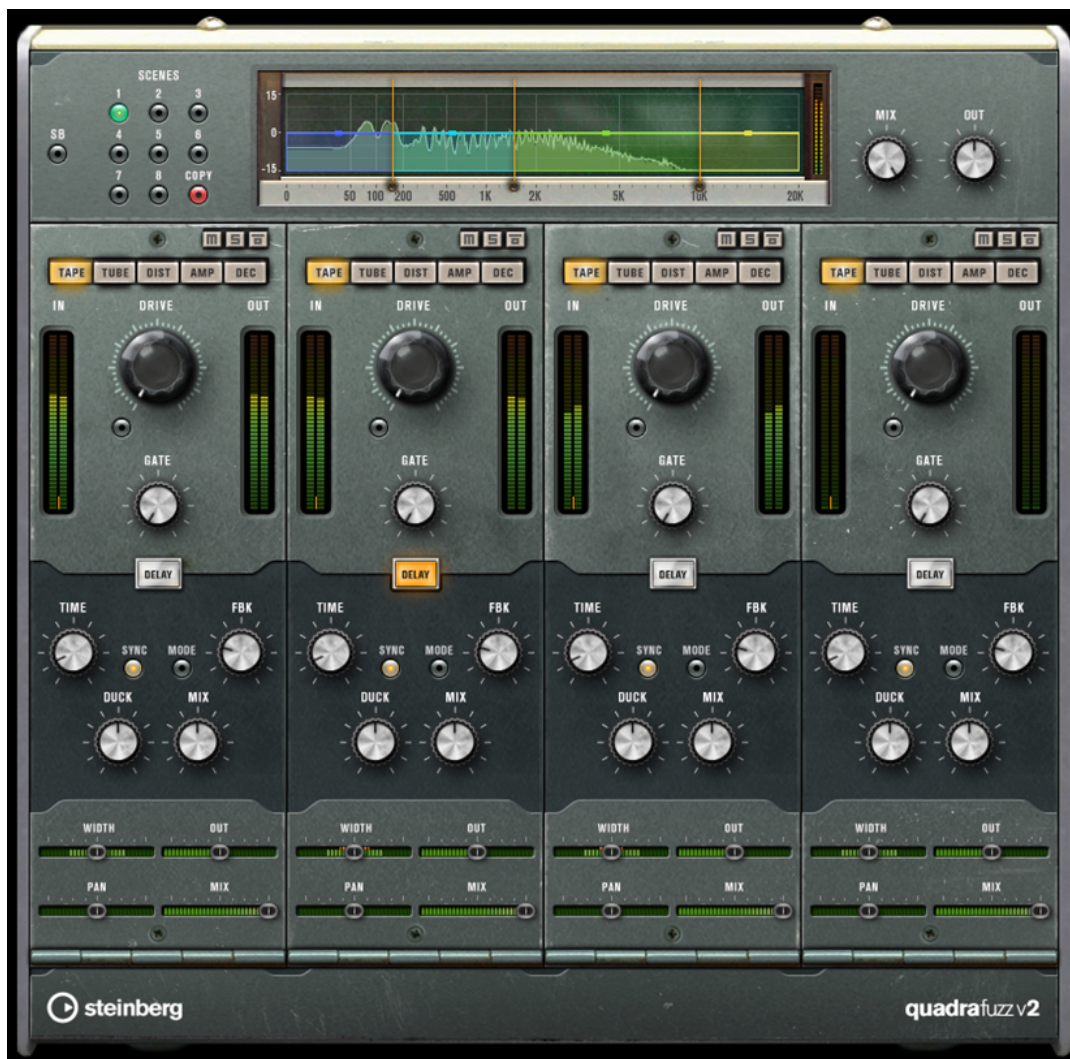 SCENES
1 2 3
SB
4 5 6
7 8 COPY
15
0
-15
0 50 100 200 500 1K 2K 5K 10K 20K
MIX OUT
M S
M S
M S
M S
TAPE TUBE DIST AMP DEC
TAPE TUBE DIST AMP DEC
TAPE TUBE DIST AMP DEC
TAPE TUBE DIST AMP DEC
IN DRIVE OUT
IN DRIVE OUT
IN DRIVE OUT
IN DRIVE OUT
GATE
GATE
GATE
GATE
DELAY
DELAY
DELAY
DELAY
TIME FBK
TIME FBK
TIME FBK
TIME FBK
SYNC MODE
SYNC MODE
SYNC MODE
SYNC MODE
DUCK MIX
DUCK MIX
DUCK MIX
DUCK MIX
WIDTH OUT
WIDTH OUT
WIDTH OUT
WIDTH OUT
PAN MIX
PAN MIX
PAN MIX
PAN MIX
steinberg
quadrafuzz v2